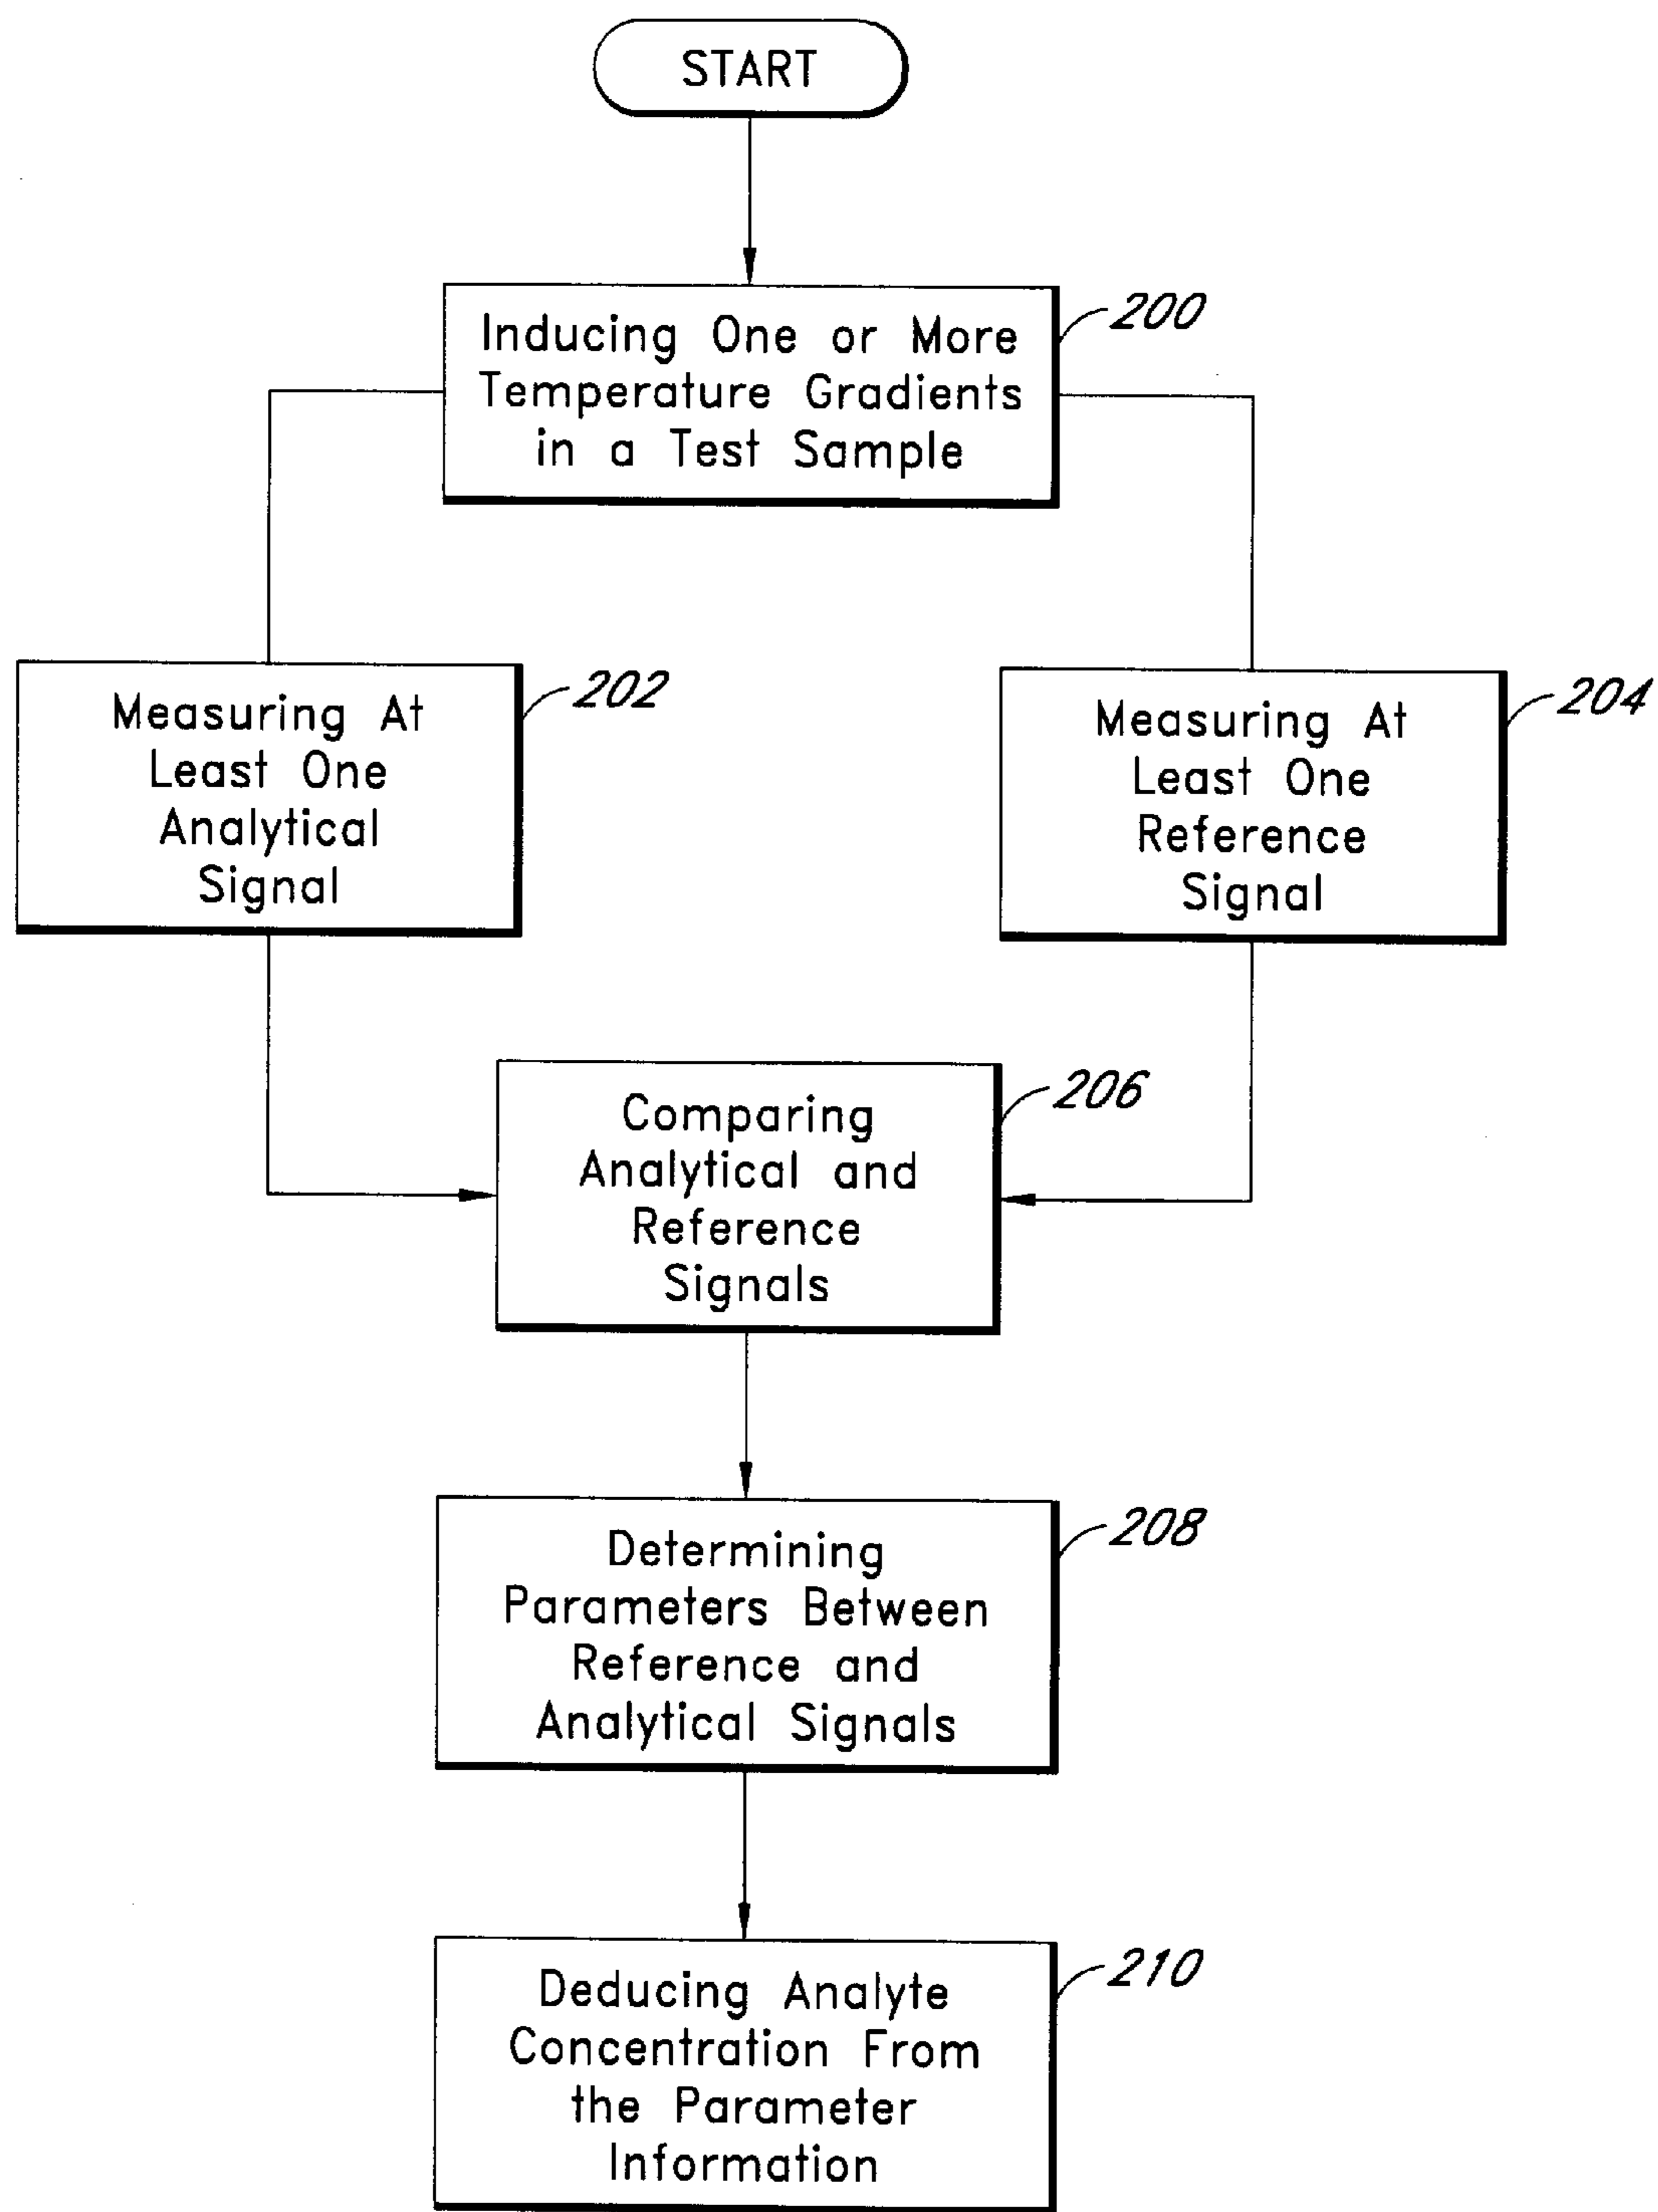 START
Inducing One or More
Temperature Gradients
in a Test Sample
200
Measuring At
Least One
Analytical
Signal
202
Measuring At
Least One
Reference
Signal
204
Comparing
Analytical and
Reference
Signals
206
Determining
Parameters Between
Reference and
Analytical Signals
208
Deducing Analyte
Concentration From
the Parameter
Information
210